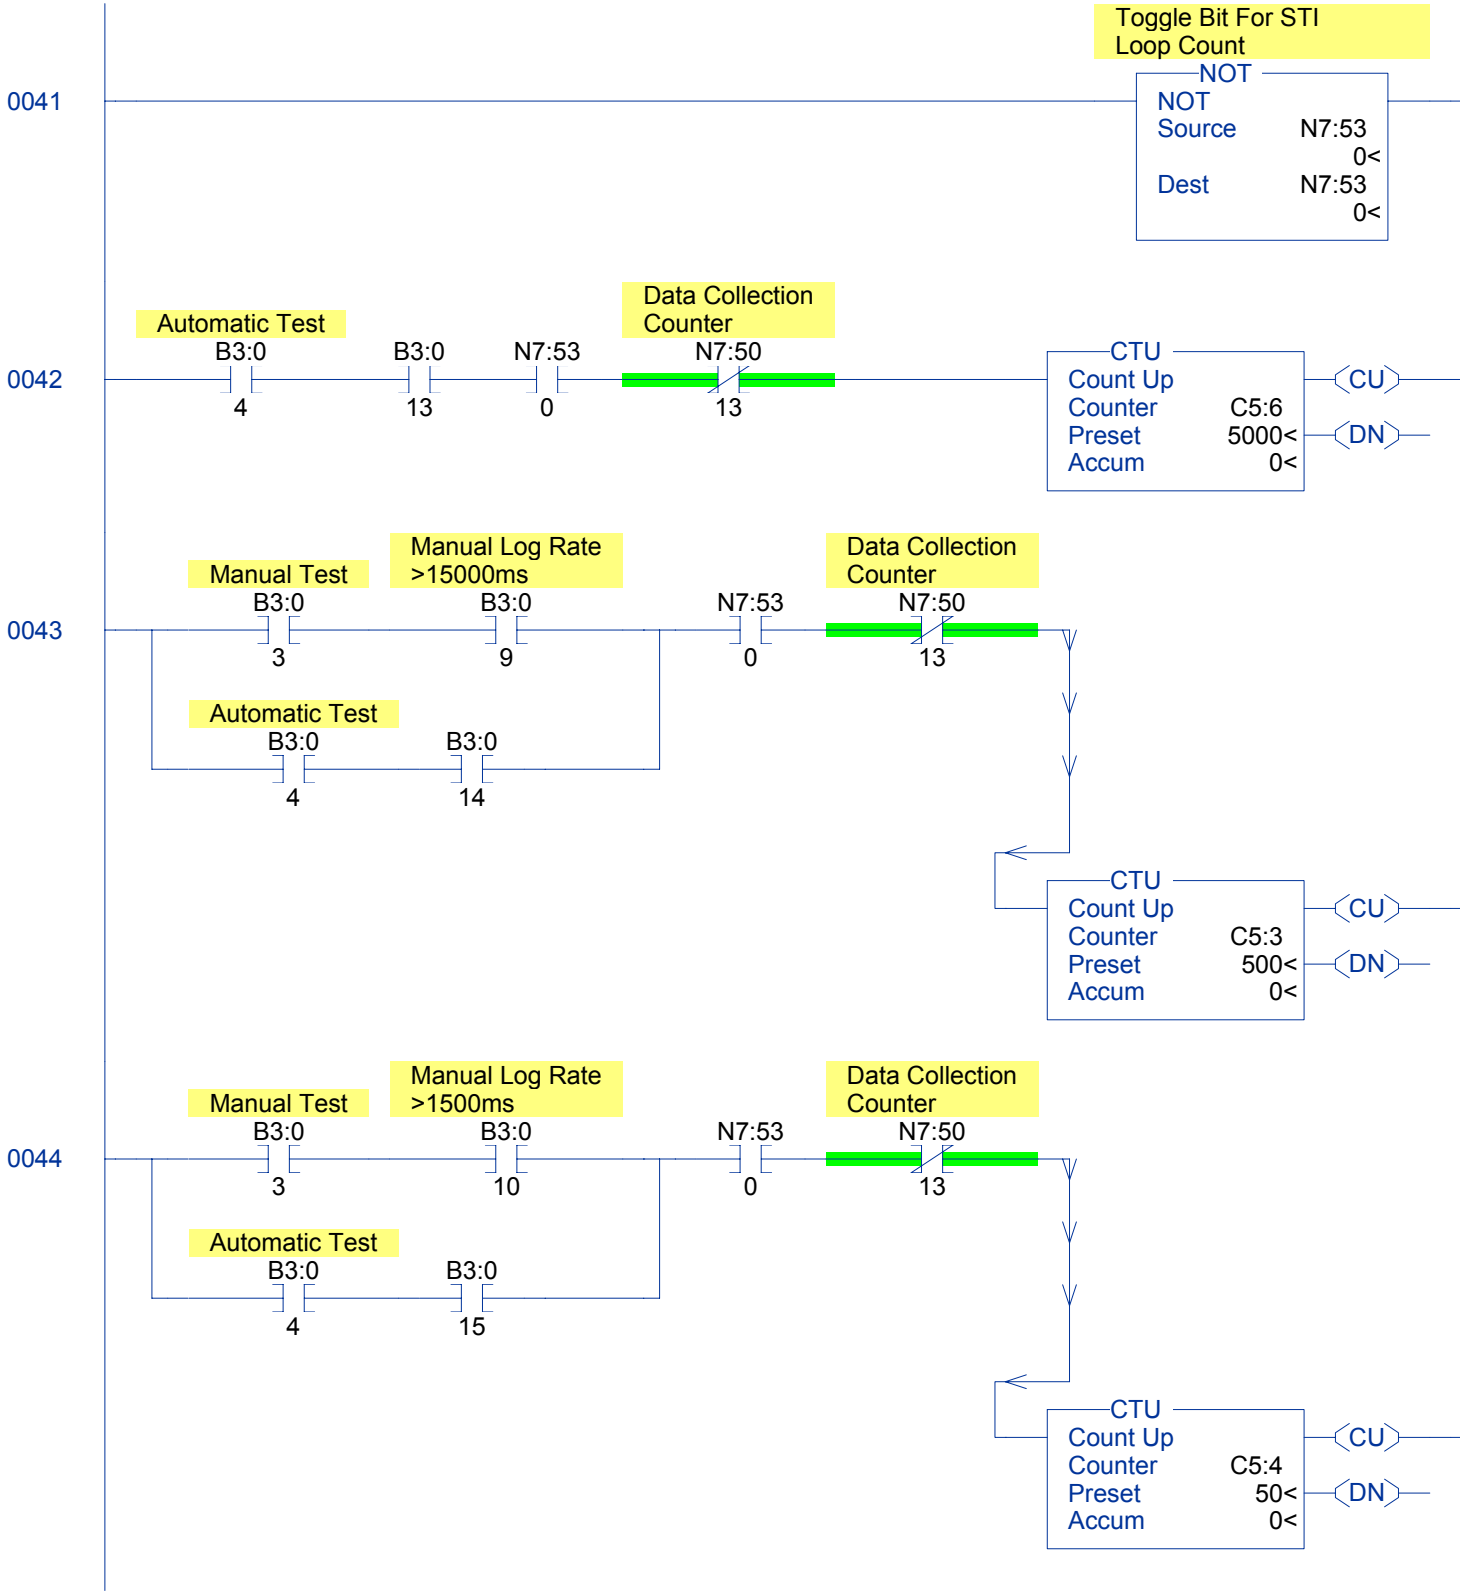 Toggle Bit For STI
Loop Count
NOT
0041
NOT
Source N7:53
0<
Dest N7:53
0<
Data Collection
Automatic Test Counter
B3:0 B3:0 N7:53 N7:50 CTU
0042 Count Up CU
4 13 0 13 Counter C5:6
Preset 5000< DN
Accum 0<
Manual Log Rate Data Collection
Manual Test >15000ms Counter
B3:0 B3:0 N7:53 N7:50
0043
3 9 0 13
Automatic Test
B3:0 B3:0
4 14
CTU
Count Up CU
Counter C5:3
Preset 500< DN
Accum 0<
Manual Log Rate Data Collection
Manual Test >1500ms Counter
B3:0 B3:0 N7:53 N7:50
0044
3 10 0 13
Automatic Test
B3:0 B3:0
4 15
CTU
Count Up CU
Counter C5:4
Preset 50< DN
Accum 0<